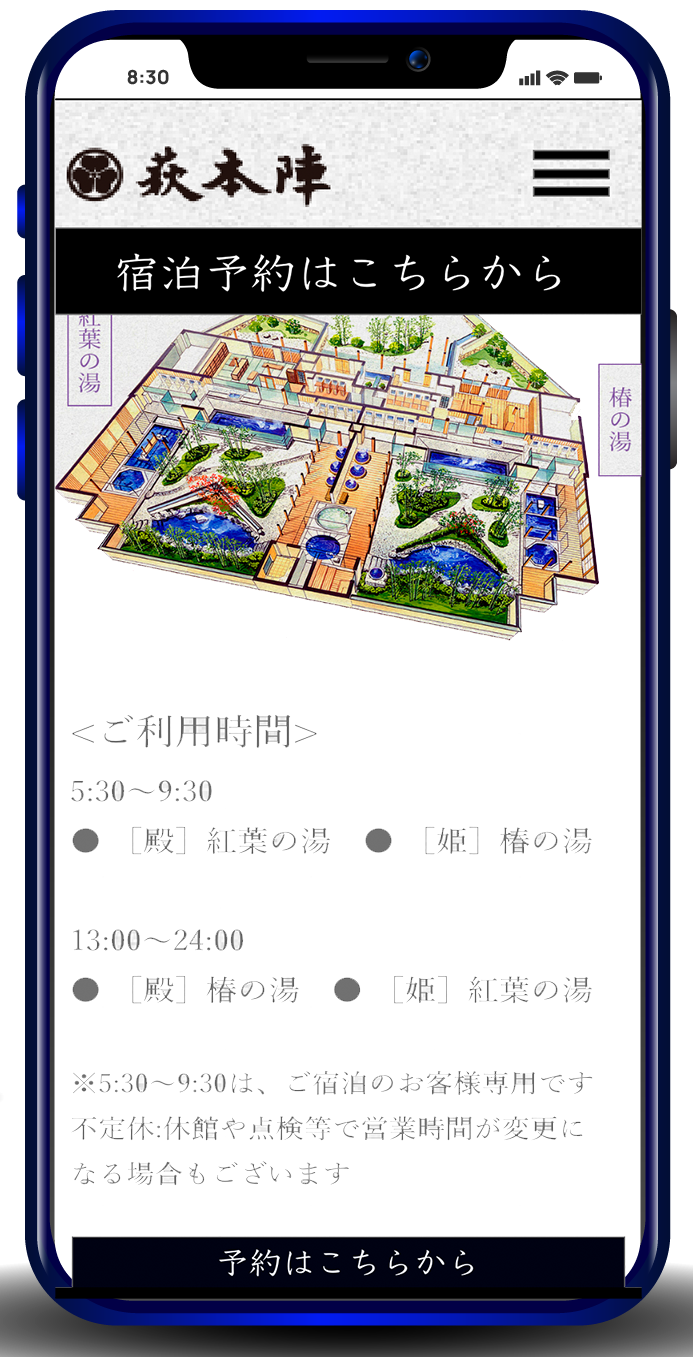 8:30
萩本陣
宿泊予約はこちらから
紅葉の湯
椿の湯
<ご利用時間>
5:30～9:30
● ［殿］紅葉の湯　● ［姫］椿の湯
13:00～24:00
● ［殿］椿の湯　● ［姫］紅葉の湯
※5:30～9:30は、ご宿泊のお客様専用です
不定休:休館や点検等で営業時間が変更に
なる場合もございます
予約はこちらから